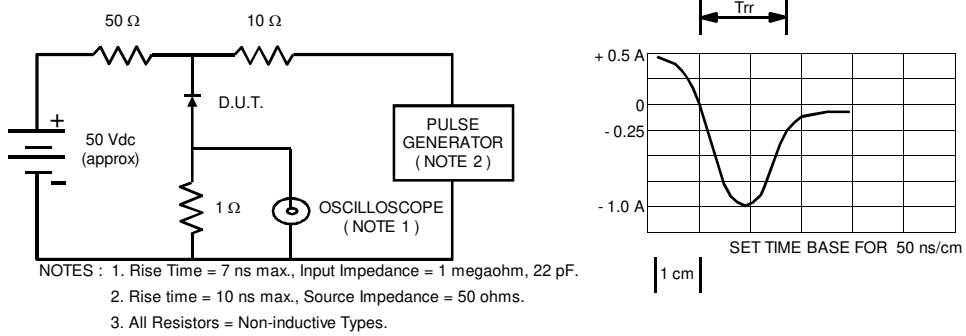 50 Ω
10 Ω
D.U.T.
+
50 Vdc
(approx)
-
1 Ω
OSCILLOSCOPE
( NOTE 1 )
PULSE
GENERATOR
( NOTE 2 )
Trr
+ 0.5 A
0
- 0.25
- 1.0 A
SET TIME BASE FOR 50 ns/cm
1 cm
NOTES : 1. Rise Time = 7 ns max., Input Impedance = 1 megaohm, 22 pF.
2. Rise time = 10 ns max., Source Impedance = 50 ohms.
3. All Resistors = Non-inductive Types.